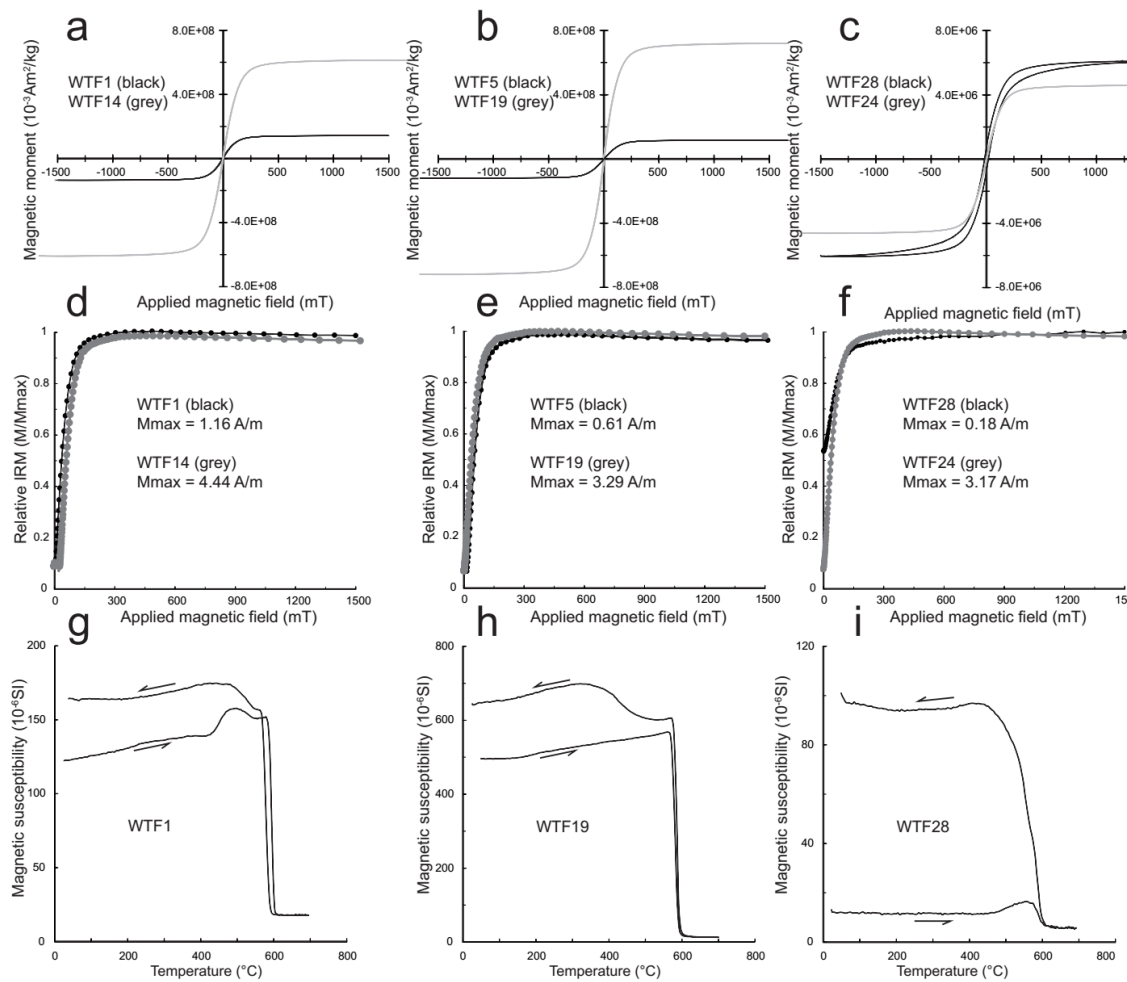 a
8.0E+08
WTF1 (black)
WTF14 (grey)
4.0E+08
-1500
-1000
-500
500
1000
1500
-4.0E+08
-8.0E+08
Magnetic moment (10⁻³Am²/kg)
Applied magnetic field (mT)
b
8.0E+08
WTF5 (black)
WTF19 (grey)
4.0E+08
-1500
-1000
-500
500
1000
1500
-4.0E+08
-8.0E+08
Magnetic moment (10⁻³Am²/kg)
Applied magnetic field (mT)
c
8.0E+06
WTF28 (black)
WTF24 (grey)
4.0E+06
-1500
-1000
-500
500
1000
-4.0E+06
-8.0E+06
Magnetic moment (10⁻³Am²/kg)
Applied magnetic field (mT)
d
1
0.8
0.6
0.4
0.2
0
Relative IRM (M/Mmax)
WTF1 (black)
Mmax = 1.16 A/m
WTF14 (grey)
Mmax = 4.44 A/m
0 300 600 900 1200 1500
Applied magnetic field (mT)
e
1
0.8
0.6
0.4
0.2
0
Relative IRM (M/Mmax)
WTF5 (black)
Mmax = 0.61 A/m
WTF19 (grey)
Mmax = 3.29 A/m
0 300 600 900 1200 1500
Applied magnetic field (mT)
f
1
0.8
0.6
0.4
0.2
0
Relative IRM (M/Mmax)
WTF28 (black)
Mmax = 0.18 A/m
WTF24 (grey)
Mmax = 3.17 A/m
0 300 600 900 1200 150
Applied magnetic field (mT)
g
200
150
100
50
0
Magnetic susceptibility (10⁻⁶SI)
WTF1
0 200 400 600 800
Temperature (°C)
h
800
600
400
200
0
Magnetic susceptibility (10⁻⁶SI)
WTF19
0 200 400 600 800
Temperature (°C)
i
120
80
40
0
Magnetic susceptibility (10⁻⁶SI)
WTF28
0 200 400 600 800
Temperature (°C)